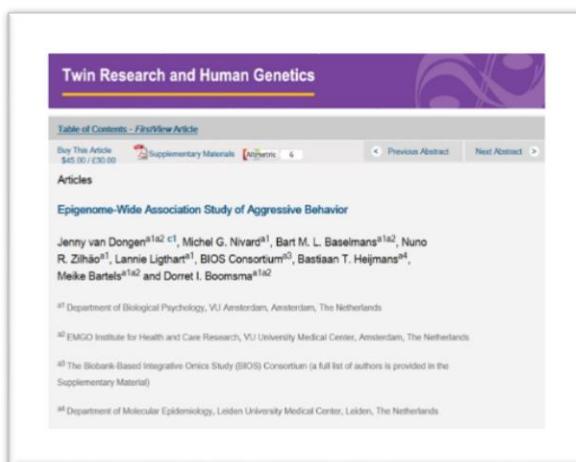 Twin Research and Human Genetics
Table of Contents - FirstView Article
Buy This Article
$45.00 / £30.00
Supplementary Materials
Altmetric 6
Previous Abstract
Next Abstract
Articles
Epigenome-Wide Association Study of Aggressive Behavior
Jenny van Dongen a1a2 c1, Michel G. Nivard a1, Bart M. L. Baselmans a1a2, Nuno
R. Zilhão a1, Lannie Ligthart a1, BIOS Consortium a3, Bastiaan T. Heijmans a4,
Meike Bartels a1a2 and Dorret I. Boomsma a1a2
a1 Department of Biological Psychology, VU Amsterdam, Amsterdam, The Netherlands
a2 EMGO Institute for Health and Care Research, VU University Medical Center, Amsterdam, The Netherlands
a3 The Biobank-Based Integrative Omics Study (BIOS) Consortium (a full list of authors is provided in the
Supplementary Material)
a4 Department of Molecular Epidemiology, Leiden University Medical Center, Leiden, The Netherlands